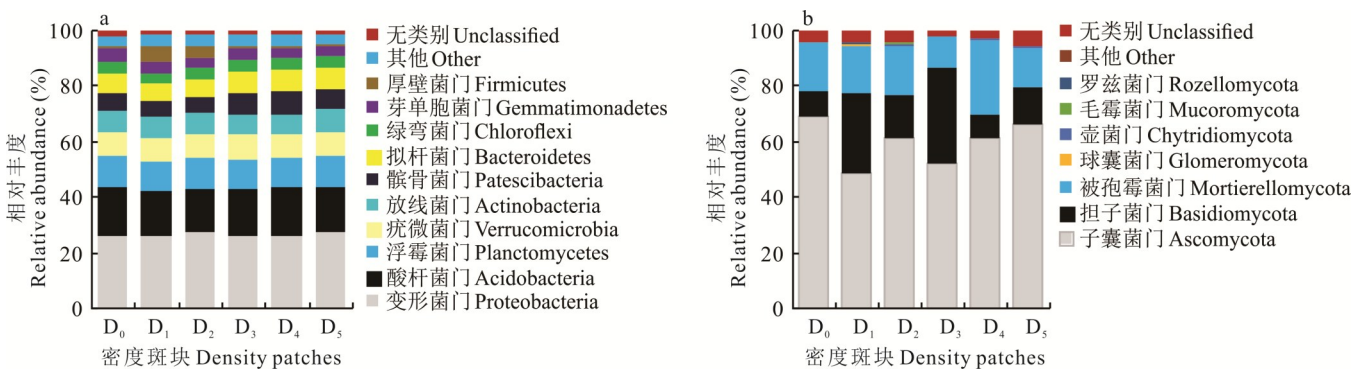 a
100
80
60
40
20
0
相对丰度
Relative abundance (%)
D₀ D₁ D₂ D₃ D₄ D₅
密度斑块 Density patches
无类别 Unclassified
其他 Other
厚壁菌门 Firmicutes
芽单胞菌门 Gemmatimonadetes
绿弯菌门 Chloroflexi
拟杆菌门 Bacteroidetes
髌骨菌门 Patescibacteria
放线菌门 Actinobacteria
疣微菌门 Verrucomicrobia
浮霉菌门 Planctomycetes
酸杆菌门 Acidobacteria
变形菌门 Proteobacteria
b
100
80
60
40
20
0
相对丰度
Relative abundance (%)
D₀ D₁ D₂ D₃ D₄ D₅
密度斑块 Density patches
无类别 Unclassified
其他 Other
罗兹菌门 Rozellomycota
毛霉菌门 Mucoromycota
壶菌门 Chytridiomycota
球囊菌门 Glomeromycota
被孢霉菌门 Mortierellomycota
担子菌门 Basidiomycota
子囊菌门 Ascomycota